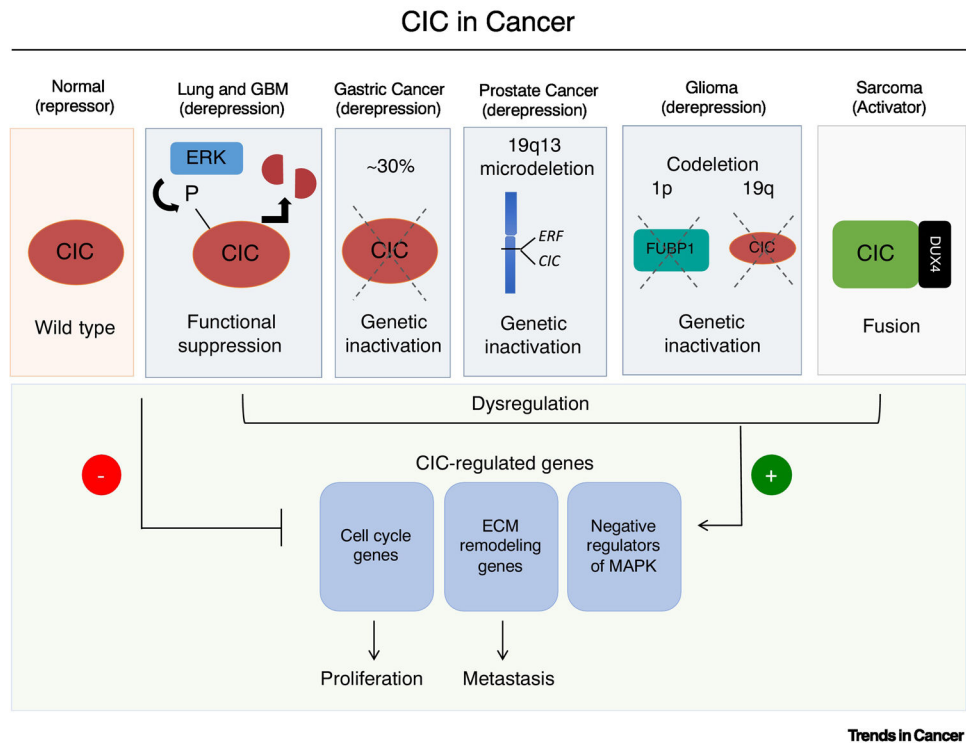 CIC in Cancer
Normal
(repressor)
Lung and GBM
(derepression)
Gastric Cancer
(derepression)
Prostate Cancer
(derepression)
Glioma
(derepression)
Sarcoma
(Activator)
CIC
Wild type
ERK
P
CIC
Functional
suppression
~30%
CIC
Genetic
inactivation
19q13
microdeletion
ERF
CIC
Genetic
inactivation
Codeletion
1p 19q
FUBP1 CIC
Genetic
inactivation
CIC DUX4
Fusion
Dysregulation
-
+
CIC-regulated genes
Cell cycle
genes
ECM
remodeling
genes
Negative
regulators
of MAPK
Proliferation
Metastasis
Trends in Cancer